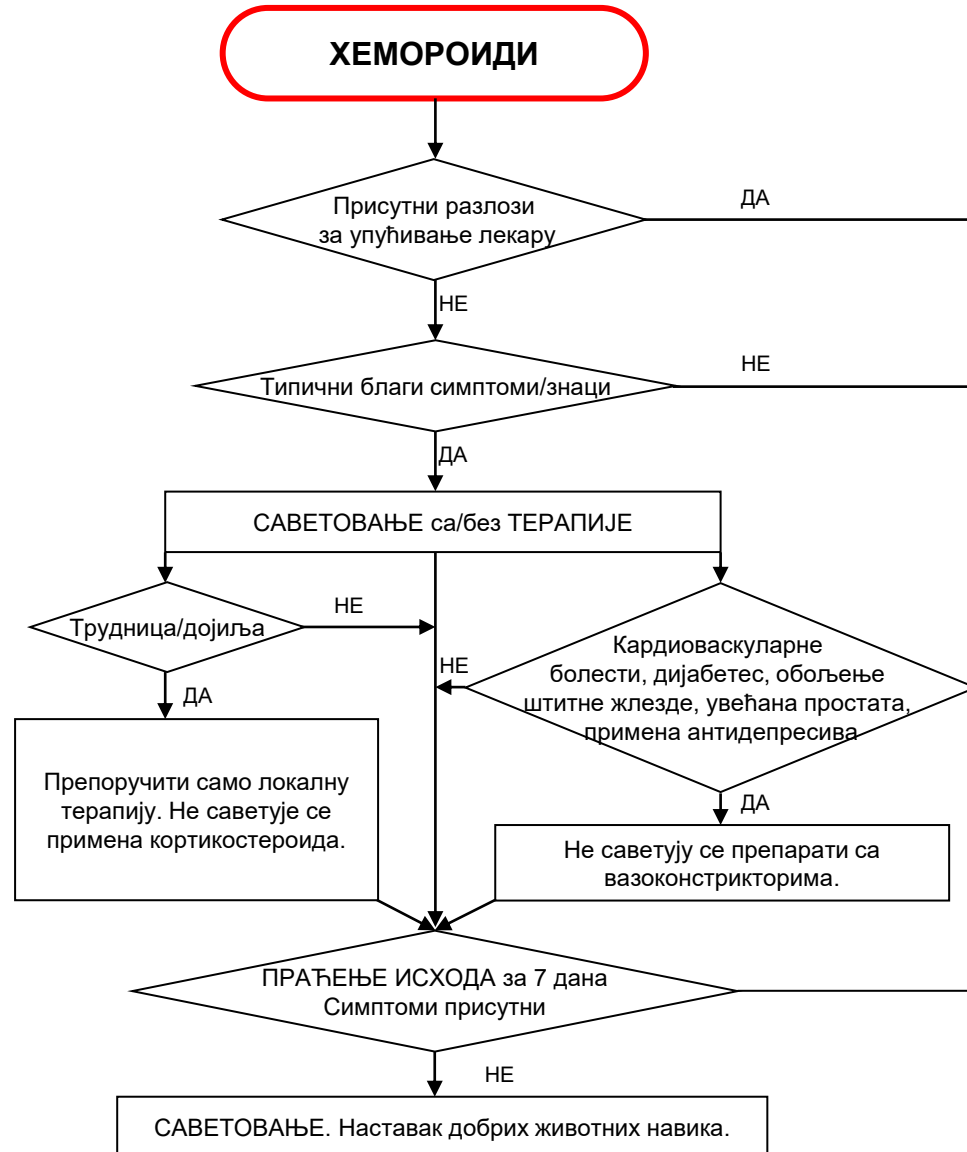 ХЕМОРОИДИ
Присутни разлози
за упућивање лекару
ДА
НЕ
Типични благи симптоми/знаци
НЕ
ДА
САВЕТОВАЊЕ са/без ТЕРАПИЈЕ
Трудница/дојиља
НЕ
ДА
Кардиоваскуларне
болести, дијабетес, обољење
штитне жлезде, увећана простата,
примена антидепресива
НЕ
ДА
Препоручити само локалну
терапију. Не саветује се
примена кортикостероида.
Не саветују се препарати са
вазоконстрикторима.
ПРАЋЕЊЕ ИСХОДА за 7 дана
Симптоми присутни
НЕ
САВЕТОВАЊЕ. Наставак добрих животних навика.